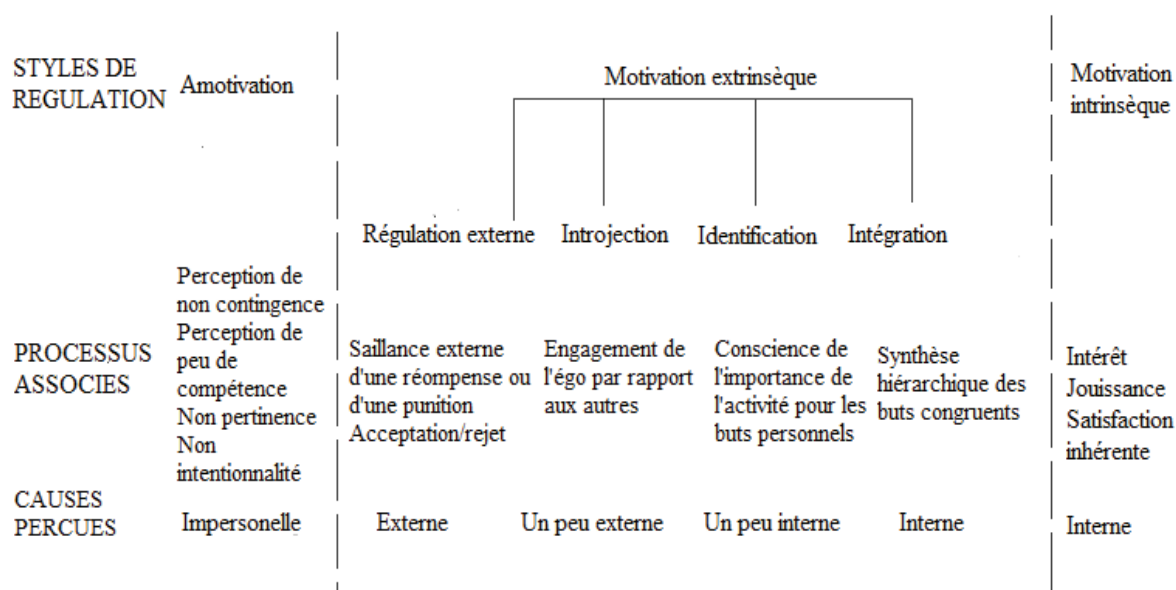 STYLES DE
REGULATION
Amotivation
Motivation extrinsèque
Motivation
intrinsèque
Régulation externe
Introjection
Identification
Intégration
PROCESSUS
ASSOCIES
Perception de
non contingence
Perception de
peu de
compétence
Non pertinence
Non
intentionnalité
Saillance externe
d'une réompense ou
d'une punition
Acceptation/rejet
Engagement de
l'égo par rapport
aux autres
Conscience de
l'importance de
l'activité pour les
buts personnels
Synthèse
hiérarchique des
buts congruents
Intérêt
Jouissance
Satisfaction
inhérente
CAUSES
PERCUES
Impersonelle
Externe
Un peu externe
Un peu interne
Interne
Interne